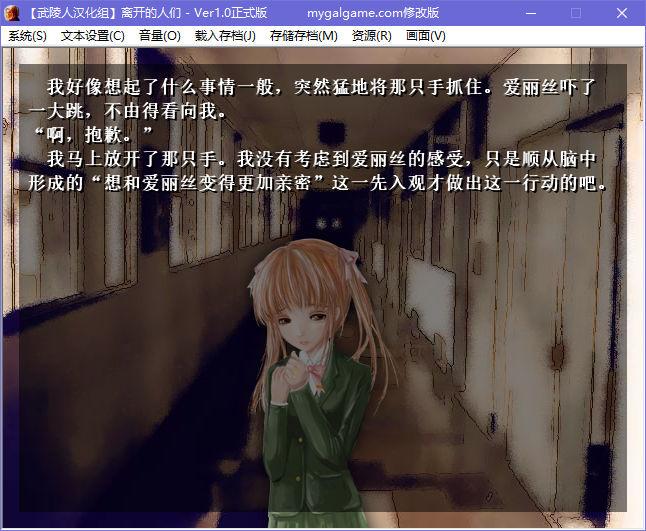 【武陵人汉化组】离开的人们 - Ver1.0正式版 mygalgame.com修改版
系统(S) 文本设置(C) 音量(O) 载入存档(J) 存储存档(M) 资源(R) 画面(V)
我好像想起了什么事情一般，突然猛地将那只手抓住。爱丽丝吓了
一大跳，不由得看向我。
“啊，抱歉。”
我马上放开了那只手。我没有考虑到爱丽丝的感受，只是顺从脑中
形成的“想和爱丽丝变得更加亲密”这一先入观才做出这一行动的吧。